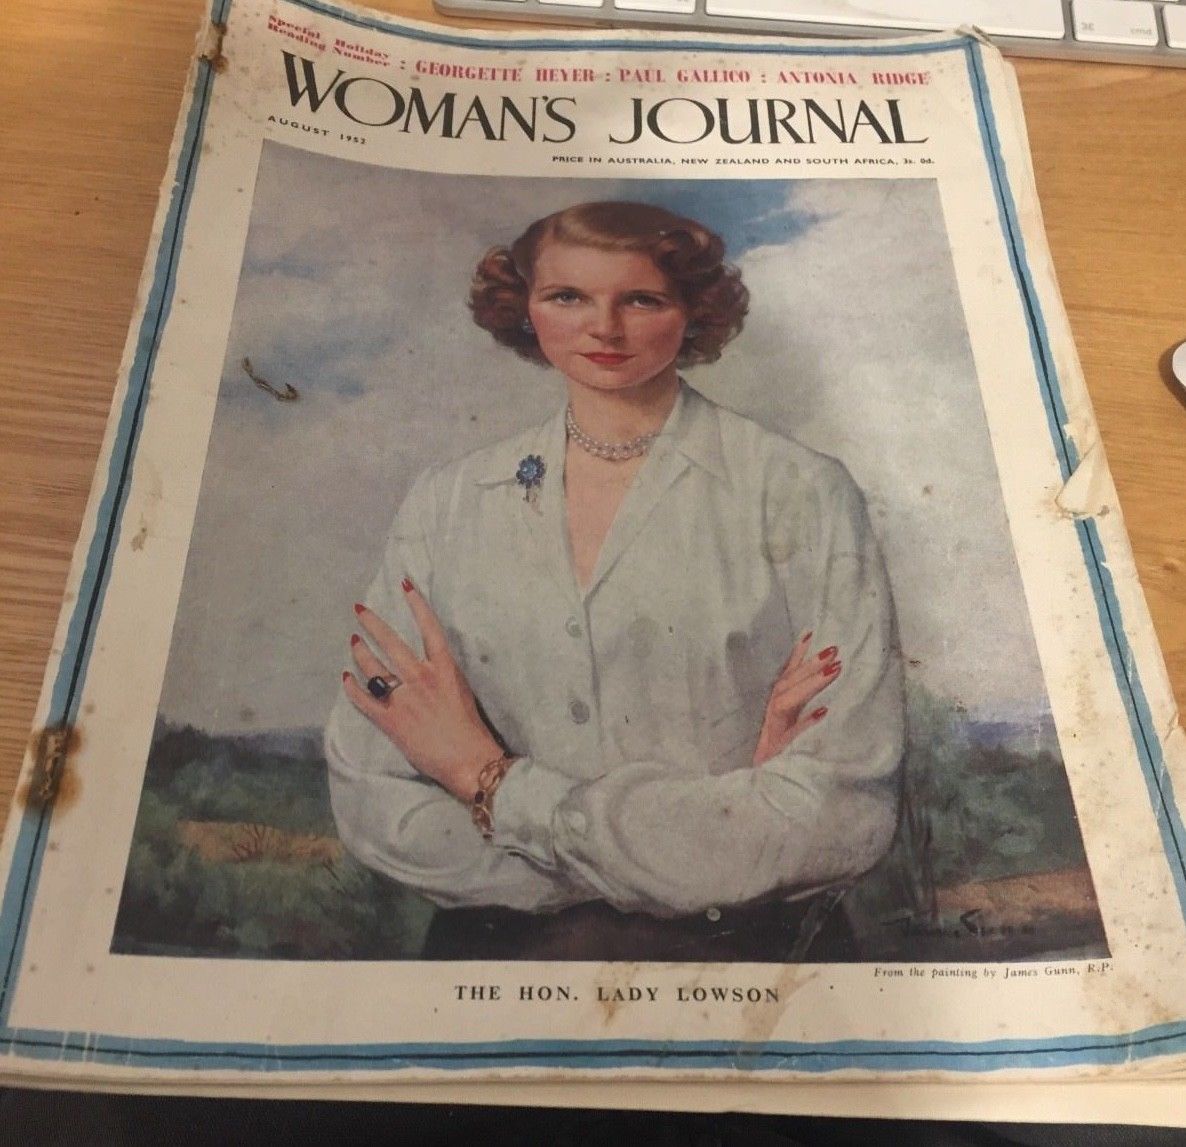 Special Holiday
Reading Number : GEORGETTE HEYER : PAUL GALLICO : ANTONIA RIDGE
WOMAN'S JOURNAL
AUGUST 1952
PRICE IN AUSTRALIA, NEW ZEALAND AND SOUTH AFRICA, 3s. 0d.
From the painting by James Gunn, R.P.
THE HON. LADY LOWSON
⌘ cmd